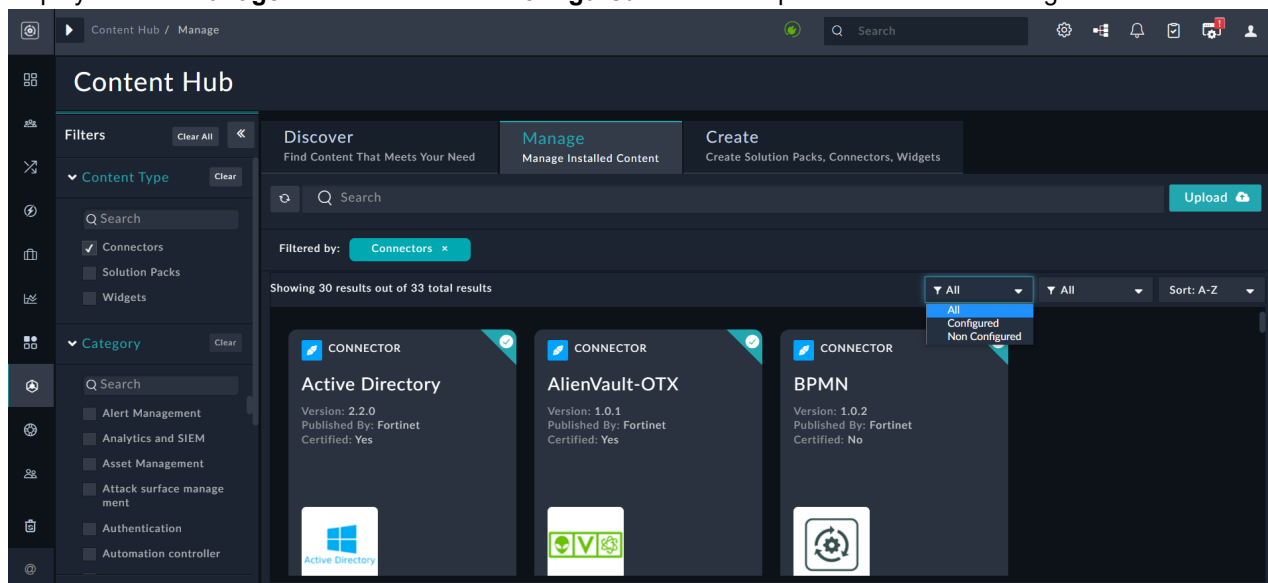 Content Hub / Manage
Search
Content Hub
Filters
Clear All
Discover
Find Content That Meets Your Need
Manage
Manage Installed Content
Create
Create Solution Packs, Connectors, Widgets
Content Type
Clear
Search
Connectors
Solution Packs
Widgets
Search
Upload
Filtered by:
Connectors ×
Showing 30 results out of 33 total results
All
All
Sort: A-Z
All
Configured
Non Configured
Category
Clear
Search
Alert Management
Analytics and SIEM
Asset Management
Attack surface manage
ment
Authentication
Automation controller
@
CONNECTOR
Active Directory
Version: 2.2.0
Published By: Fortinet
Certified: Yes
Active Directory
CONNECTOR
AlienVault-OTX
Version: 1.0.1
Published By: Fortinet
Certified: Yes
V
CONNECTOR
BPMN
Version: 1.0.2
Published By: Fortinet
Certified: No